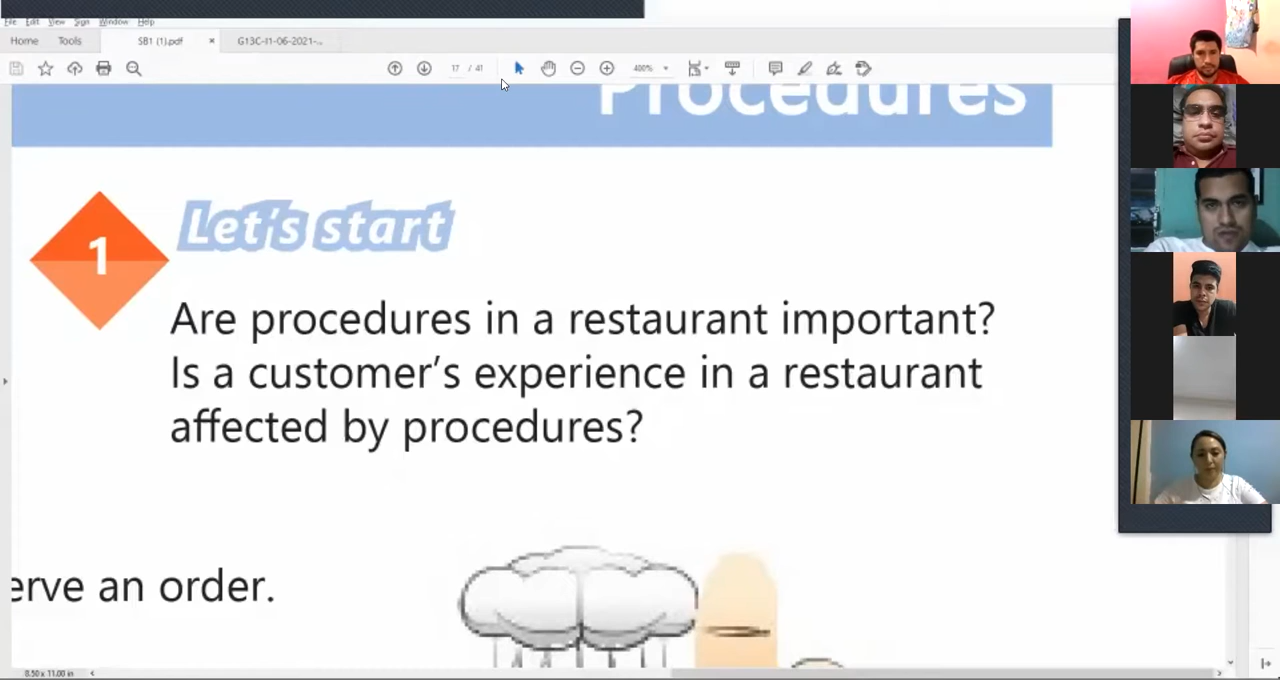 File Edit View Sign Window Help
Home Tools SB1 (1).pdf × G13C-I1-06-2021-...
17 / 41 400%
Procedures
1 Let's start
Are procedures in a restaurant important?
Is a customer's experience in a restaurant
affected by procedures?
erve an order.
8.50 x 11.00 in